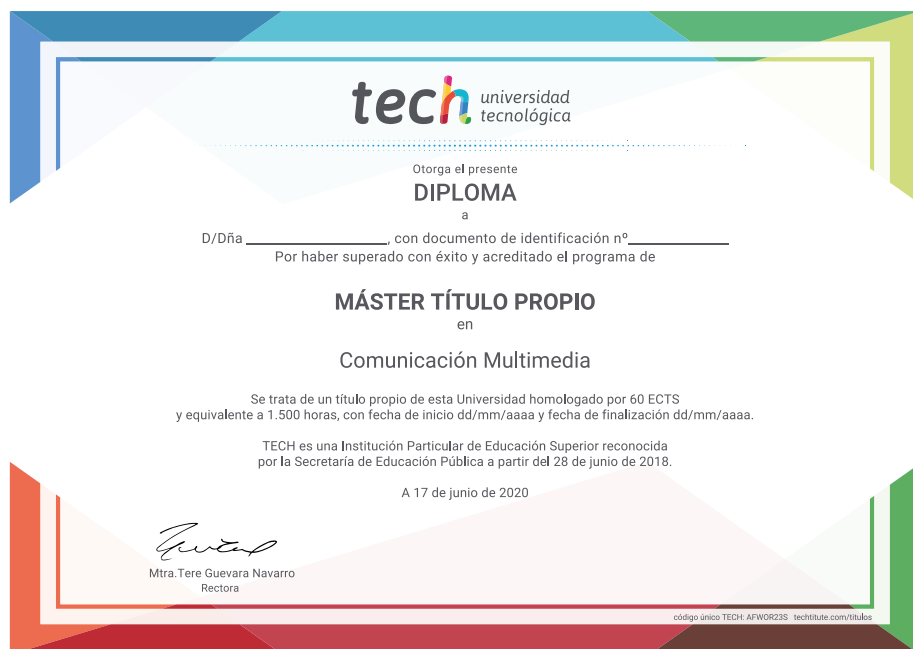 tech universidad
tecnológica
Otorga el presente
DIPLOMA
a
D/Dña ____________________, con documento de identificación nº______________
Por haber superado con éxito y acreditado el programa de
MÁSTER TÍTULO PROPIO
en
Comunicación Multimedia
Se trata de un título propio de esta Universidad homologado por 60 ECTS
y equivalente a 1.500 horas, con fecha de inicio dd/mm/aaaa y fecha de finalización dd/mm/aaaa.
TECH es una Institución Particular de Educación Superior reconocida
por la Secretaría de Educación Pública a partir del 28 de junio de 2018.
A 17 de junio de 2020
Mtra.Tere Guevara Navarro
Rectora
código único TECH: AFWOR23S techtitute.com/titulos